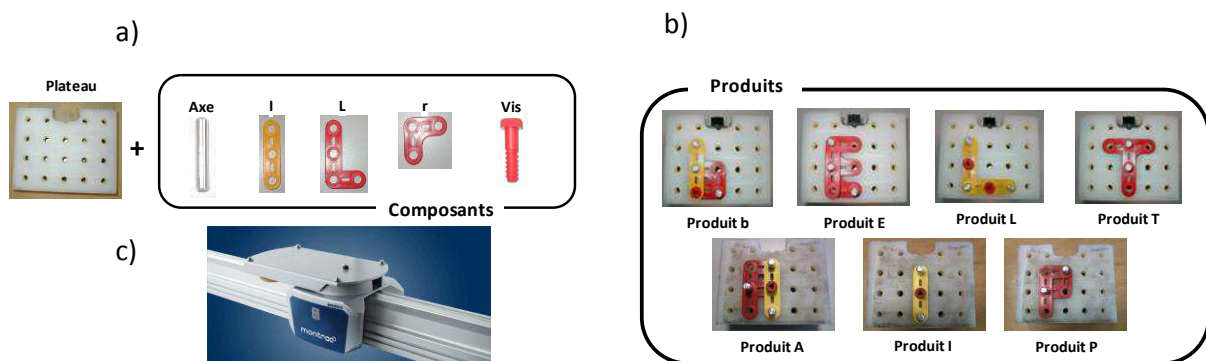 a)
Plateau
+
Axe
I
L
r
Vis
Composants
b)
Produits
Produit b
Produit E
Produit L
Produit T
Produit A
Produit I
Produit P
c)
montrac